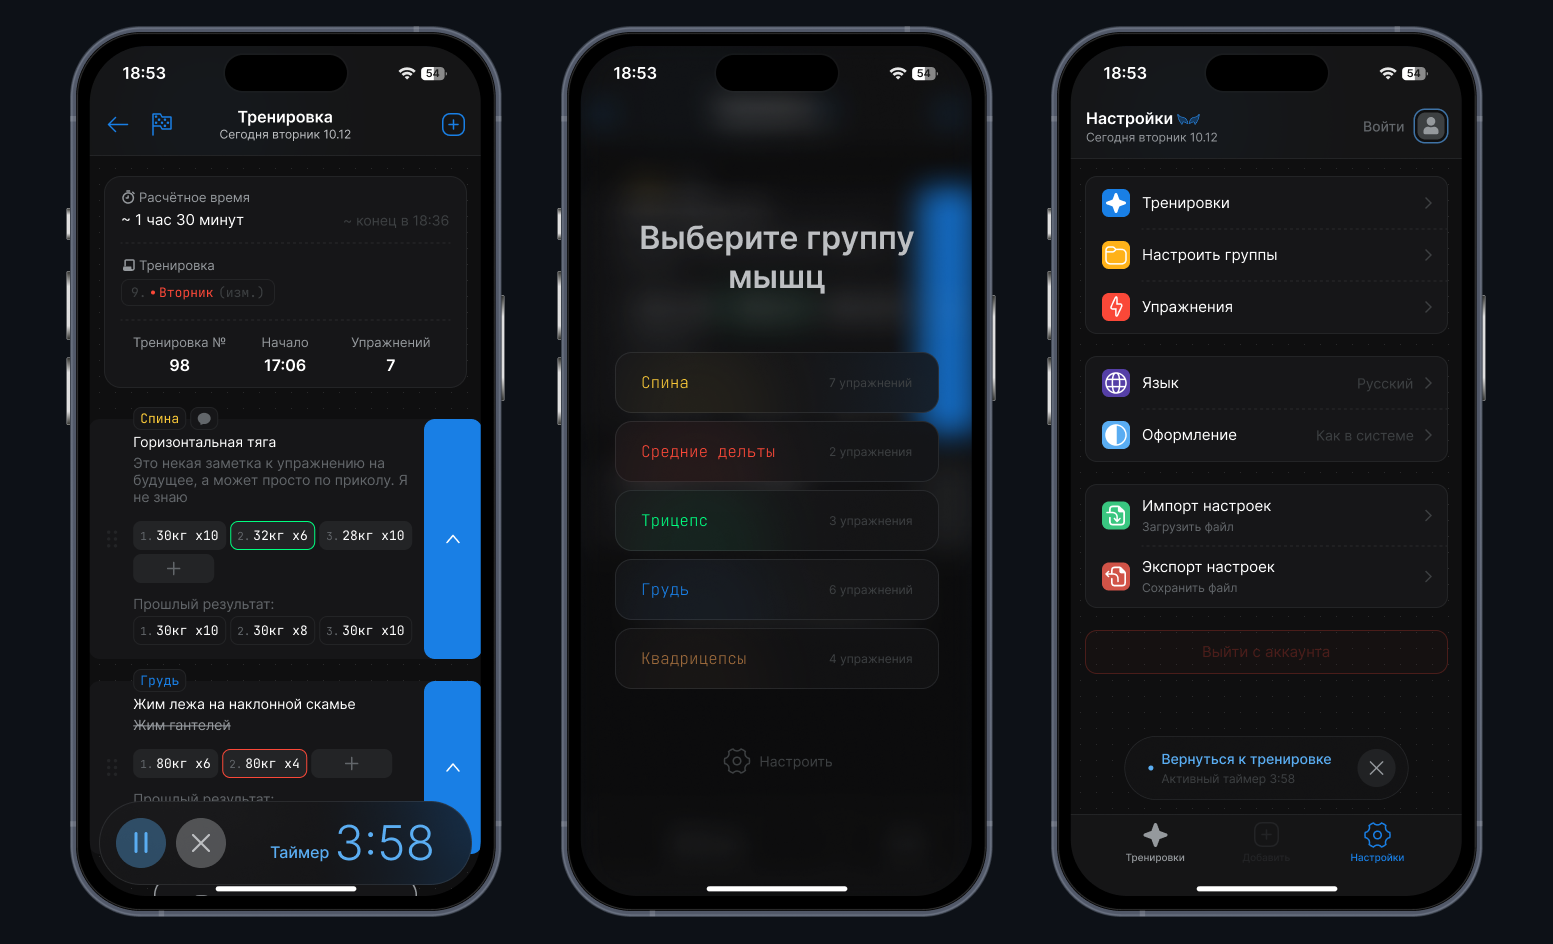 18:53
54
Тренировка
Сегодня вторник 10.12
Расчётное время
~ 1 час 30 минут
~ конец в 18:36
Тренировка
9. • Вторник (изм.)
Тренировка № Начало Упражнений
98 17:06 7
Спина
Горизонтальная тяга
Это некая заметка к упражнению на
будущее, а может просто по приколу. Я
не знаю
1. 30кг x10 2. 32кг x6 3. 28кг x10
+
Прошлый результат:
1. 30кг x10 2. 30кг x8 3. 30кг x10
Грудь
Жим лежа на наклонной скамье
Жим гантелей
1. 80кг x6 2. 80кг x4 +
Прошлый результат:
Таймер 3:58
18:53
54
Выберите группу
мышц
Спина 7 упражнений
Средние дельты 2 упражнения
Трицепс 3 упражнения
Грудь 6 упражнений
Квадрицепсы 4 упражнения
Настроить
18:53
54
Настройки
Сегодня вторник 10.12
Войти
Тренировки
Настроить группы
Упражнения
Язык Русский
Оформление Как в системе
Импорт настроек
Загрузить файл
Экспорт настроек
Сохранить файл
Выйти с аккаунта
Вернуться к тренировке
Активный таймер 3:58
Тренировки Добавить Настройки